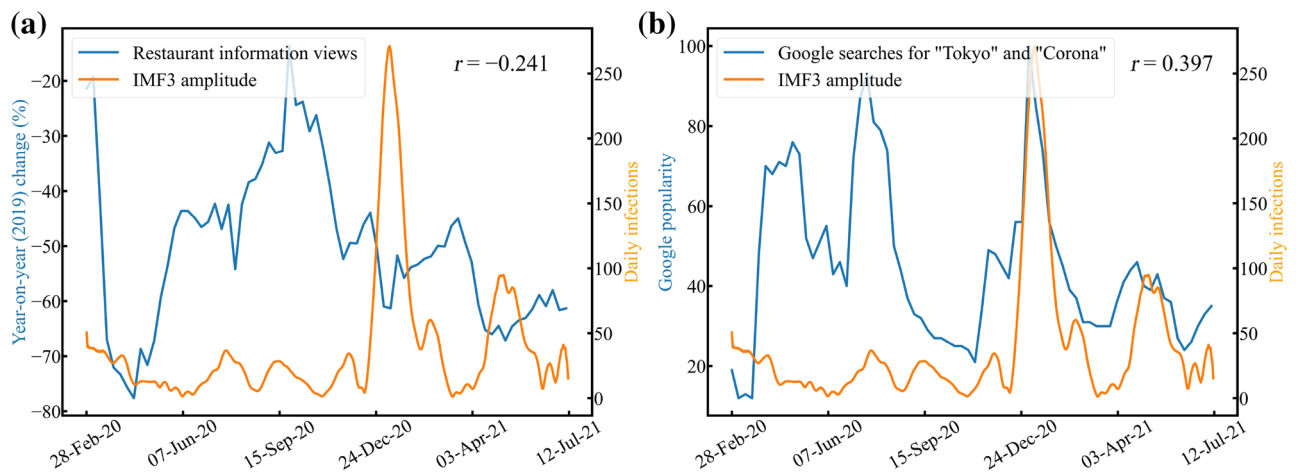 (a)
Restaurant information views
IMF3 amplitude
r = −0.241
Year-on-year (2019) change (%)
−20
−30
−40
−50
−60
−70
−80
Daily infections
250
200
150
100
50
0
28-Feb-20
07-Jun-20
15-Sep-20
24-Dec-20
03-Apr-21
12-Jul-21
(b)
Google searches for "Tokyo" and "Corona"
IMF3 amplitude
r = 0.397
Google popularity
100
80
60
40
20
Daily infections
250
200
150
100
50
0
28-Feb-20
07-Jun-20
15-Sep-20
24-Dec-20
03-Apr-21
12-Jul-21